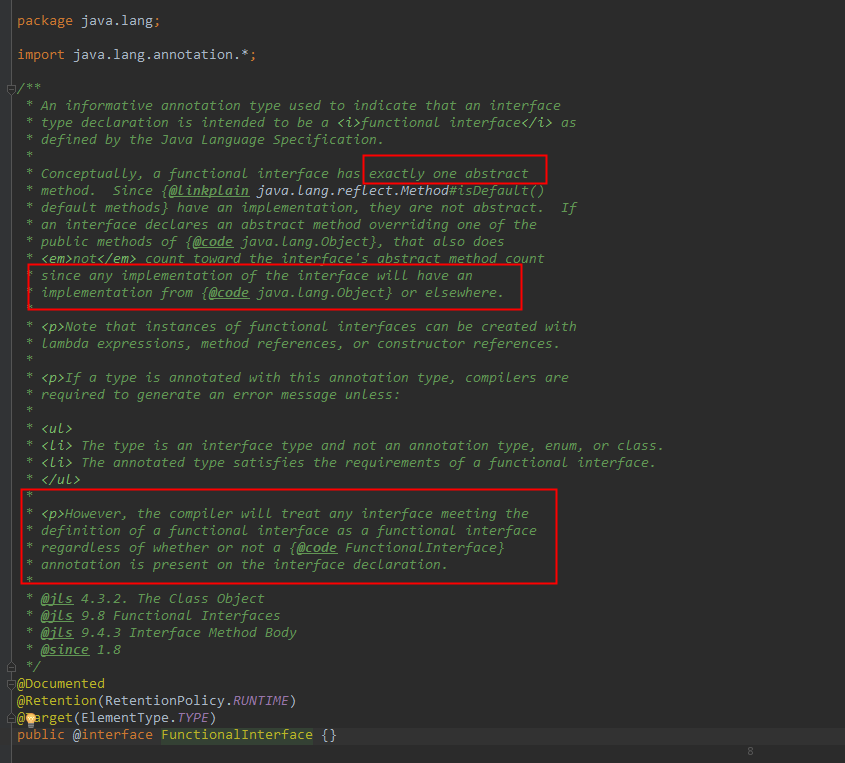 package java.lang;
import java.lang.annotation.*;
/**
* An informative annotation type used to indicate that an interface
* type declaration is intended to be a <i>functional interface</i> as
* defined by the Java Language Specification.
*
* Conceptually, a functional interface has exactly one abstract
* method.  Since {@linkplain java.lang.reflect.Method#isDefault()
* default methods} have an implementation, they are not abstract.  If
* an interface declares an abstract method overriding one of the
* public methods of {@code java.lang.Object}, that also does
* <em>not</em> count toward the interface's abstract method count
* since any implementation of the interface will have an
* implementation from {@code java.lang.Object} or elsewhere.
*
* <p>Note that instances of functional interfaces can be created with
* lambda expressions, method references, or constructor references.
*
* <p>If a type is annotated with this annotation type, compilers are
* required to generate an error message unless:
*
* <ul>
* <li> The type is an interface type and not an annotation type, enum, or class.
* <li> The annotated type satisfies the requirements of a functional interface.
* </ul>
*
* <p>However, the compiler will treat any interface meeting the
* definition of a functional interface as a functional interface
* regardless of whether or not a {@code FunctionalInterface}
* annotation is present on the interface declaration.
*
* @jls 4.3.2. The Class Object
* @jls 9.8 Functional Interfaces
* @jls 9.4.3 Interface Method Body
* @since 1.8
*/
@Documented
@Retention(RetentionPolicy.RUNTIME)
@Target(ElementType.TYPE)
public @interface FunctionalInterface {}
8